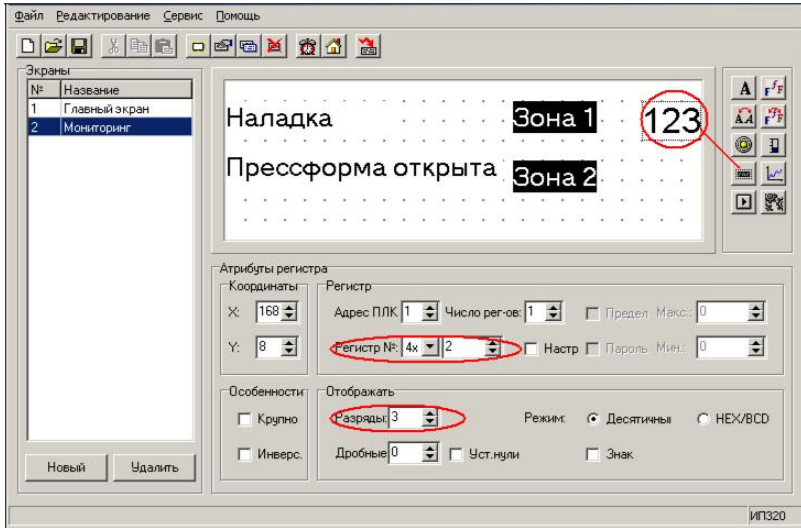 Файл Редактирование Сервис Помощь
Экраны
№ Название
1 Главный экран
2 Мониторинг
Новый Удалить
Наладка Зона 1 123
Прессформа открыта Зона 2
Атрибуты регистра
Координаты
X: 168
Y: 8
Регистр
Адрес ПЛК 1 Число рег-ов: 1 Предел Макс.: 0
Регистр №: 4x 2 Настр Пароль Мин.: 0
Особенности
Крупно
Инверс.
Отображать
Разряды: 3 Режим: Десятичны HEX/BCD
Дробные 0 Уст.нули Знак
ИП320